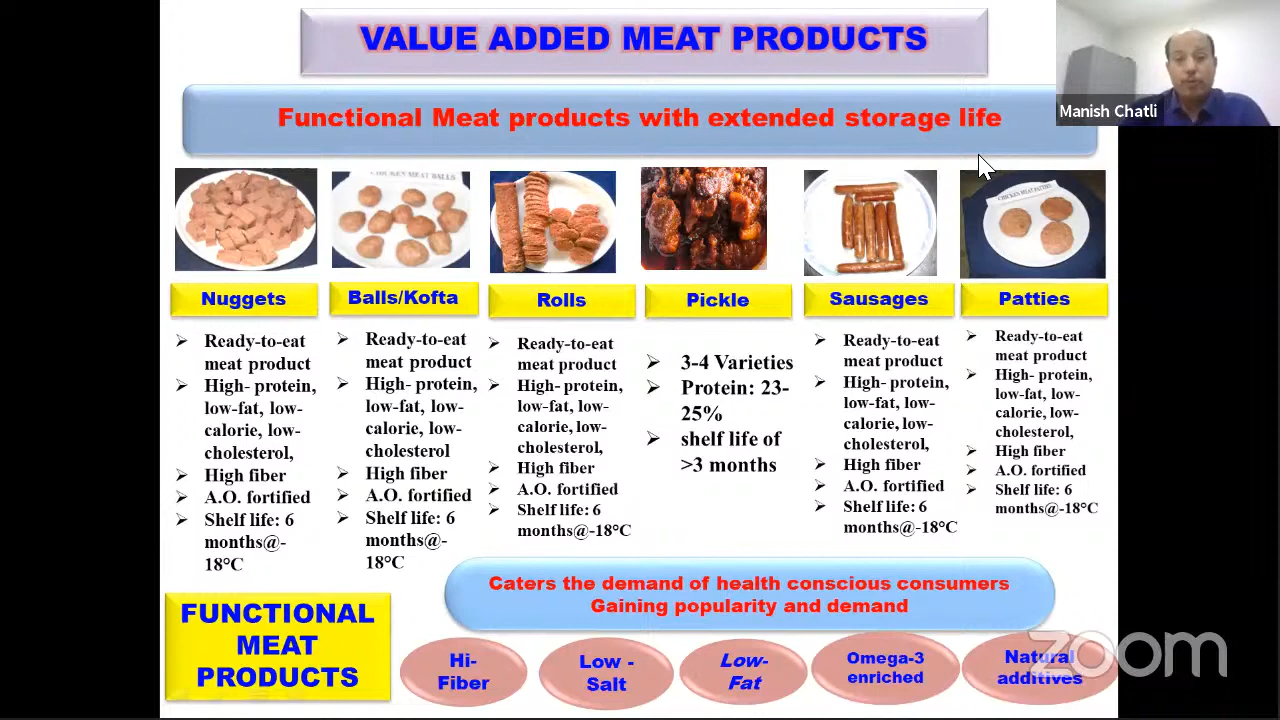 VALUE ADDED MEAT PRODUCTS
Functional Meat products with extended storage life
Manish Chatli
CHICKEN MEAT BALLS
CHICKEN MEAT PATTIES
Nuggets
Ready-to-eat
meat product
High- protein,
low-fat, low-
calorie, low-
cholesterol,
High fiber
A.O. fortified
Shelf life: 6
months@-
18°C
Balls/Kofta
Ready-to-eat
meat product
High- protein,
low-fat, low-
calorie, low-
cholesterol
High fiber
A.O. fortified
Shelf life: 6
months@-
18°C
Rolls
Ready-to-eat
meat product
High- protein,
low-fat, low-
calorie, low-
cholesterol,
High fiber
A.O. fortified
Shelf life: 6
months@-18°C
Pickle
3-4 Varieties
Protein: 23-
25%
shelf life of
>3 months
Sausages
Ready-to-eat
meat product
High- protein,
low-fat, low-
calorie, low-
cholesterol,
High fiber
A.O. fortified
Shelf life: 6
months@-18°C
Patties
Ready-to-eat
meat product
High- protein,
low-fat, low-
calorie, low-
cholesterol,
High fiber
A.O. fortified
Shelf life: 6
months@-18°C
Caters the demand of health conscious consumers
Gaining popularity and demand
FUNCTIONAL
MEAT
PRODUCTS
Hi-
Fiber
Low -
Salt
Low-
Fat
Omega-3
enriched
Natural
additives
zoom